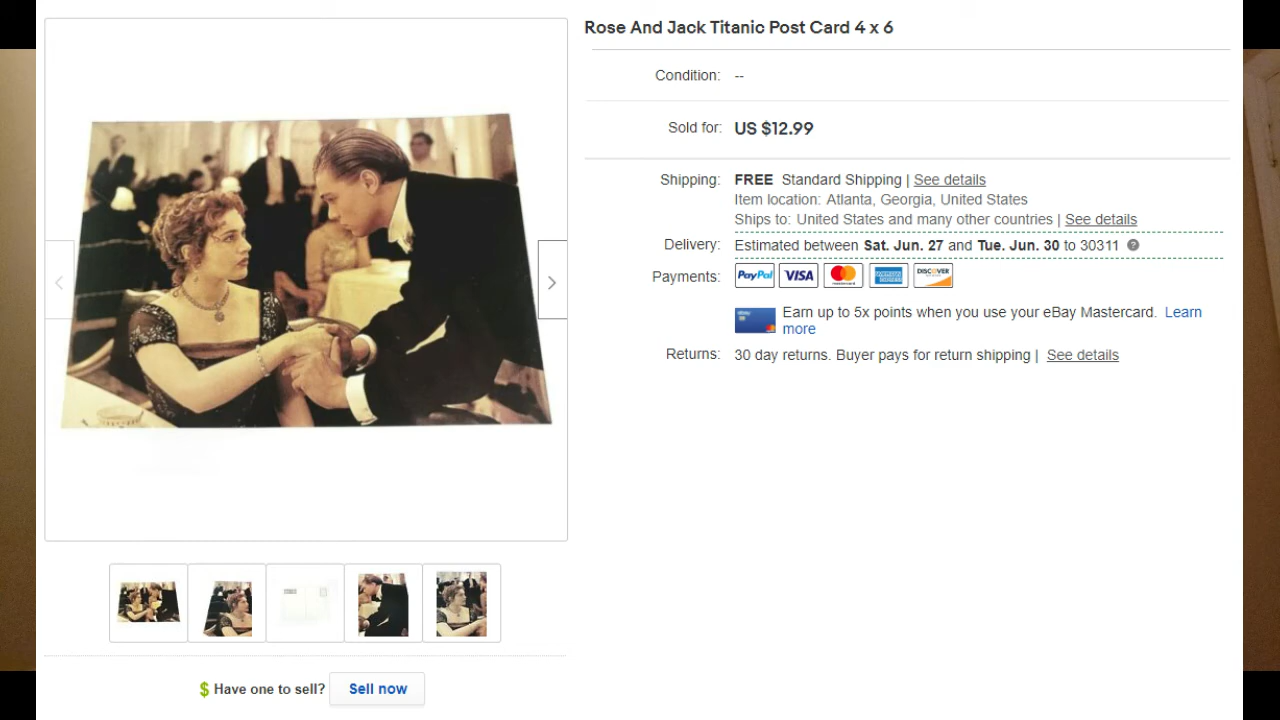 Rose And Jack Titanic Post Card 4 x 6
Condition: --
Sold for: US $12.99
Shipping: FREE Standard Shipping | See details
Item location: Atlanta, Georgia, United States
Ships to: United States and many other countries | See details
Delivery: Estimated between Sat. Jun. 27 and Tue. Jun. 30 to 30311 ?
Payments: PayPal VISA mastercard AMERICAN EXPRESS DISCOVER
Earn up to 5x points when you use your eBay Mastercard. Learn
more
Returns: 30 day returns. Buyer pays for return shipping | See details
$ Have one to sell? Sell now